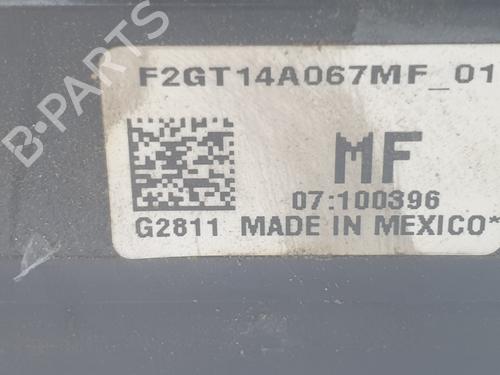 F2GT14A067MF_01
MF
07:100396
G2811 MADE IN MEXICO*
B-PARTS